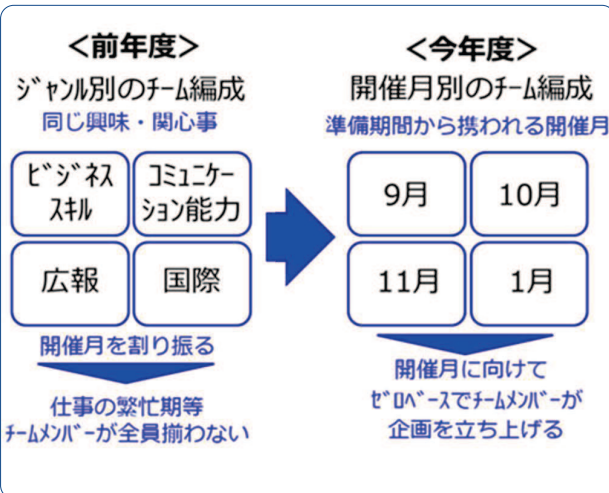 <前年度>
ジャンル別のチーム編成
同じ興味・関心事
ビジネス
スキル
コミュニケー
ション能力
広報
国際
開催月を割り振る
仕事の繁忙期等
チームメンバーが全員揃わない
<今年度>
開催月別のチーム編成
準備期間から携われる開催月
9月
10月
11月
1月
開催月に向けて
ゼロベースでチームメンバーが
企画を立ち上げる